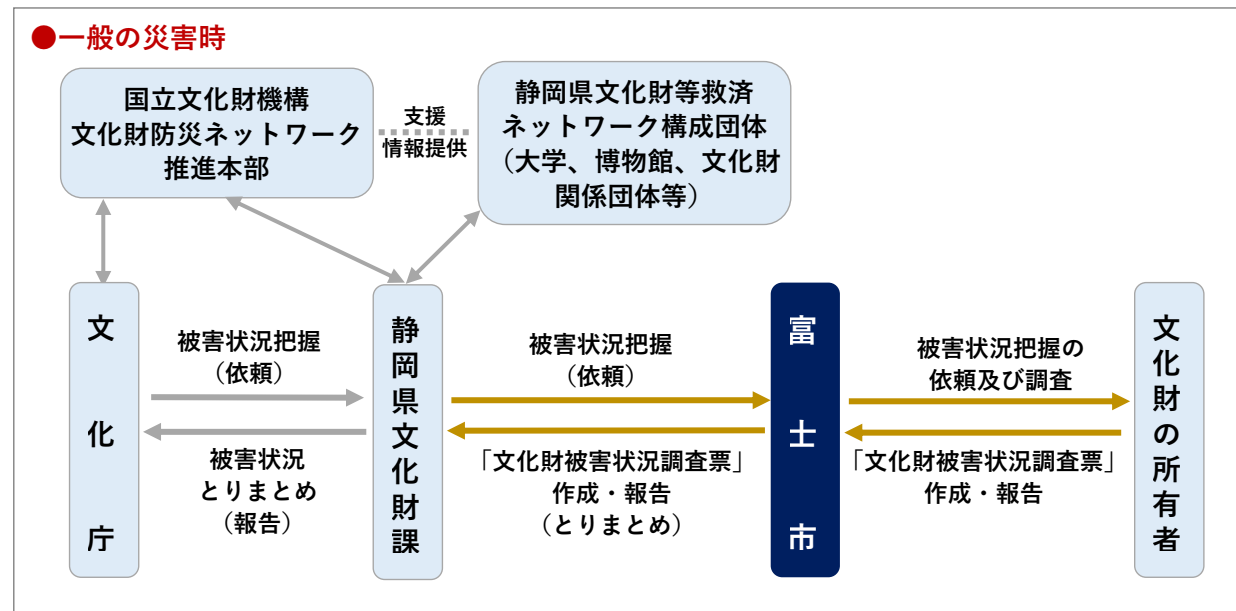 ●一般の災害時
国立文化財機構
文化財防災ネットワーク
推進本部
支援
情報提供
静岡県文化財等救済
ネットワーク構成団体
（大学、博物館、文化財
関係団体等）
文化庁
被害状況把握
（依頼）
被害状況
とりまとめ
（報告）
静岡県文化財課
被害状況把握
（依頼）
「文化財被害状況調査票」
作成・報告
（とりまとめ）
富士市
被害状況把握の
依頼及び調査
「文化財被害状況調査票」
作成・報告
文化財の所有者